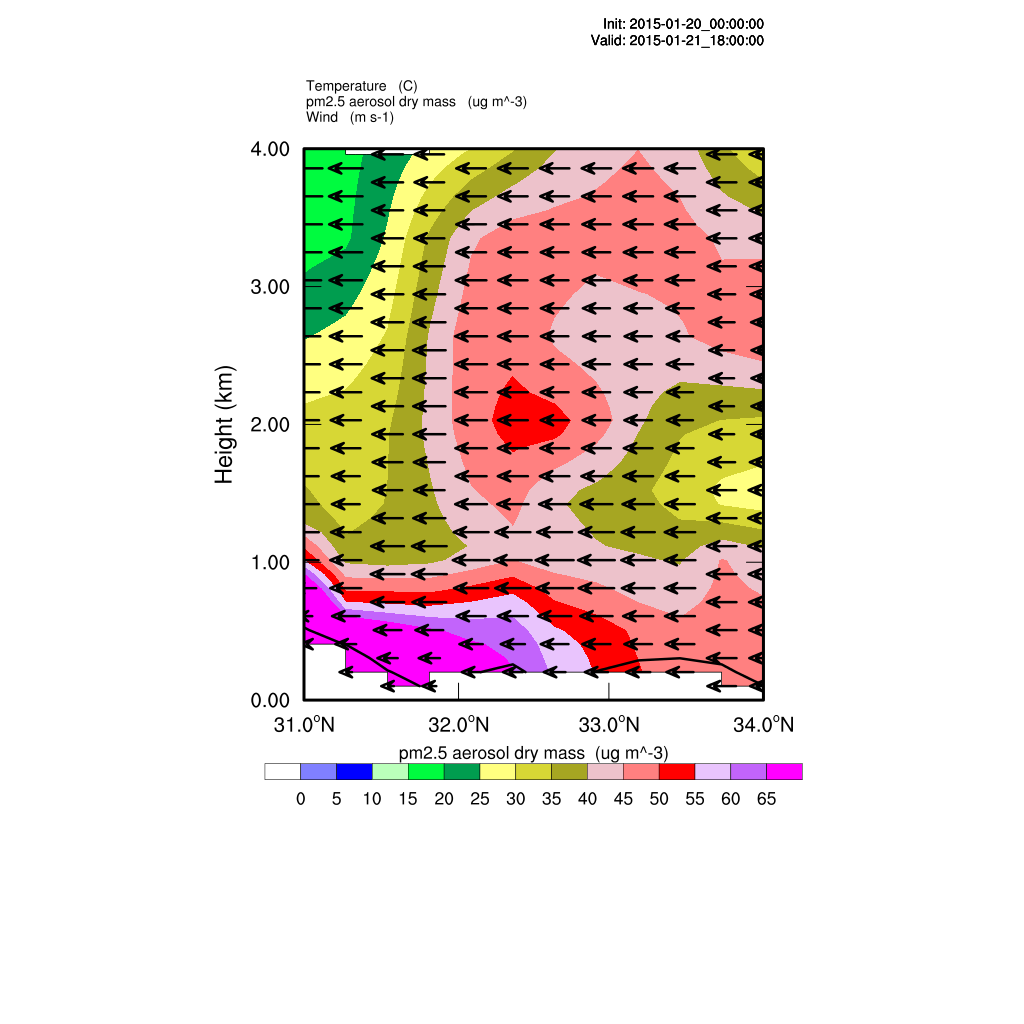 Init: 2015-01-20_00:00:00
Valid: 2015-01-21_18:00:00
Temperature (C)
pm2.5 aerosol dry mass (ug m^-3)
Wind (m s-1)
4.00
3.00
2.00
1.00
0.00
Height (km)
31.0°N 32.0°N 33.0°N 34.0°N
pm2.5 aerosol dry mass (ug m^-3)
0 5 10 15 20 25 30 35 40 45 50 55 60 65